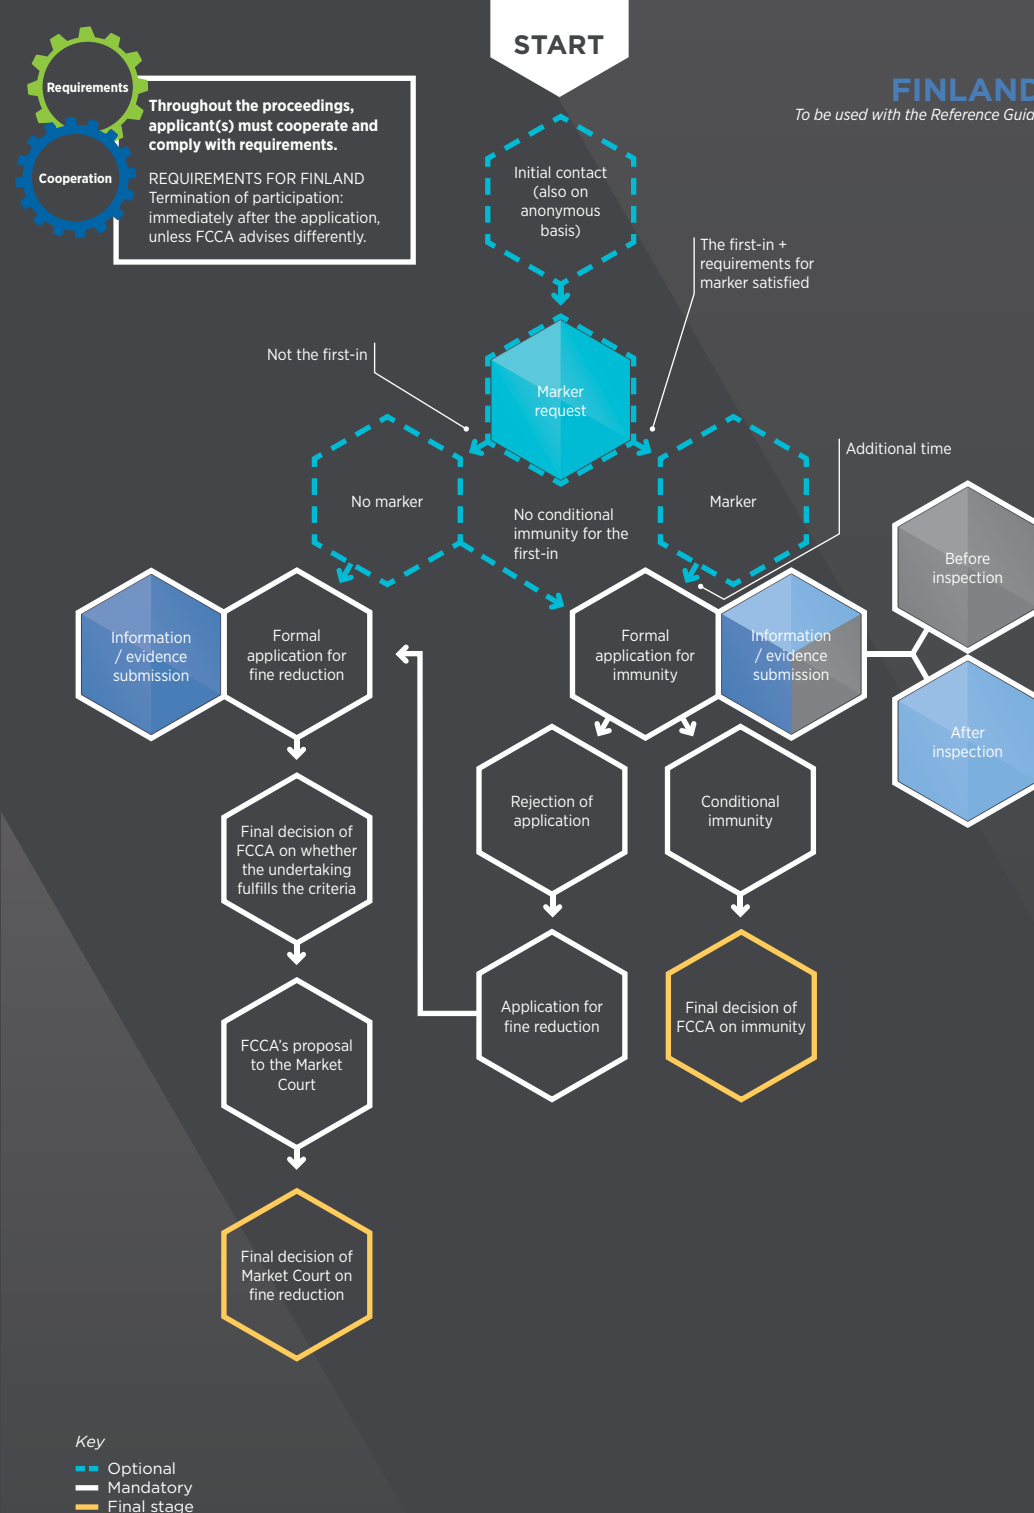 START
FINLAND
To be used with the Reference Guid
Requirements
Cooperation
Throughout the proceedings,
applicant(s) must cooperate and
comply with requirements.
REQUIREMENTS FOR FINLAND
Termination of participation:
immediately after the application,
unless FCCA advises differently.
Initial contact
(also on
anonymous
basis)
The first-in +
requirements for
marker satisfied
Not the first-in
Marker
request
Additional time
No marker
No conditional
immunity for the
first-in
Marker
Before
inspection
Information
/ evidence
submission
Formal
application for
fine reduction
Formal
application for
immunity
Information
/ evidence
submission
After
inspection
Rejection of
application
Conditional
immunity
Final decision of
FCCA on whether
the undertaking
fulfills the criteria
Application for
fine reduction
Final decision of
FCCA on immunity
FCCA's proposal
to the Market
Court
Final decision of
Market Court on
fine reduction
Key
Optional
Mandatory
Final stage